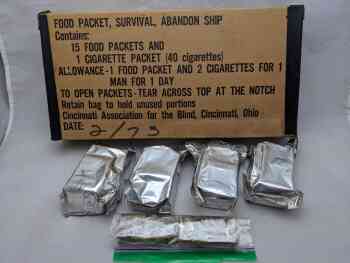 FOOD PACKET, SURVIVAL, ABANDON SHIP
Contains:
15 FOOD PACKETS AND
1 CIGARETTE PACKET (40 cigarettes)
ALLOWANCE-1 FOOD PACKET AND 2 CIGARETTES FOR 1
MAN FOR 1 DAY
TO OPEN PACKETS-TEAR ACROSS TOP AT THE NOTCH
Retain bag to hold unused portions
Cincinnati Association for the Blind, Cincinnati, Ohio
DATE: 2/73